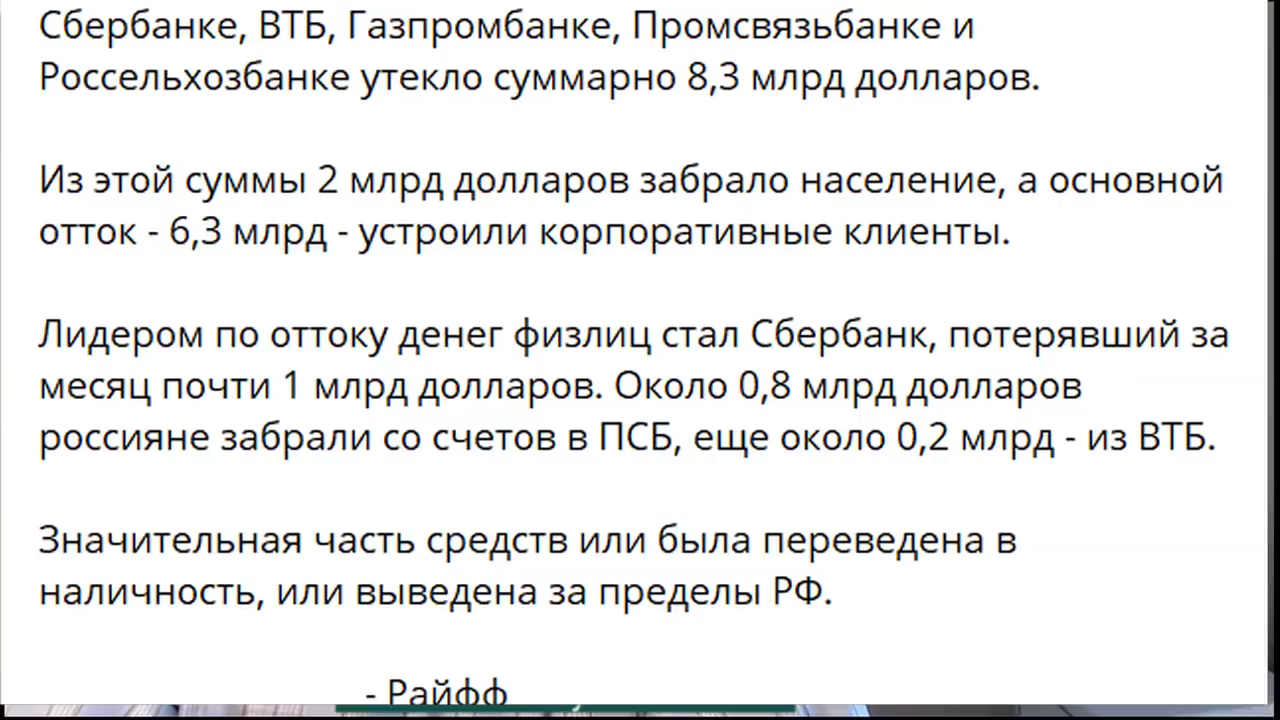 Сбербанке, ВТБ, Газпромбанке, Промсвязьбанке и
Россельхозбанке утекло суммарно 8,3 млрд долларов.
Из этой суммы 2 млрд долларов забрало население, а основной
отток - 6,3 млрд - устроили корпоративные клиенты.
Лидером по оттоку денег физлиц стал Сбербанк, потерявший за
месяц почти 1 млрд долларов. Около 0,8 млрд долларов
россияне забрали со счетов в ПСБ, еще около 0,2 млрд - из ВТБ.
Значительная часть средств или была переведена в
наличность, или выведена за пределы РФ.
- Райфф